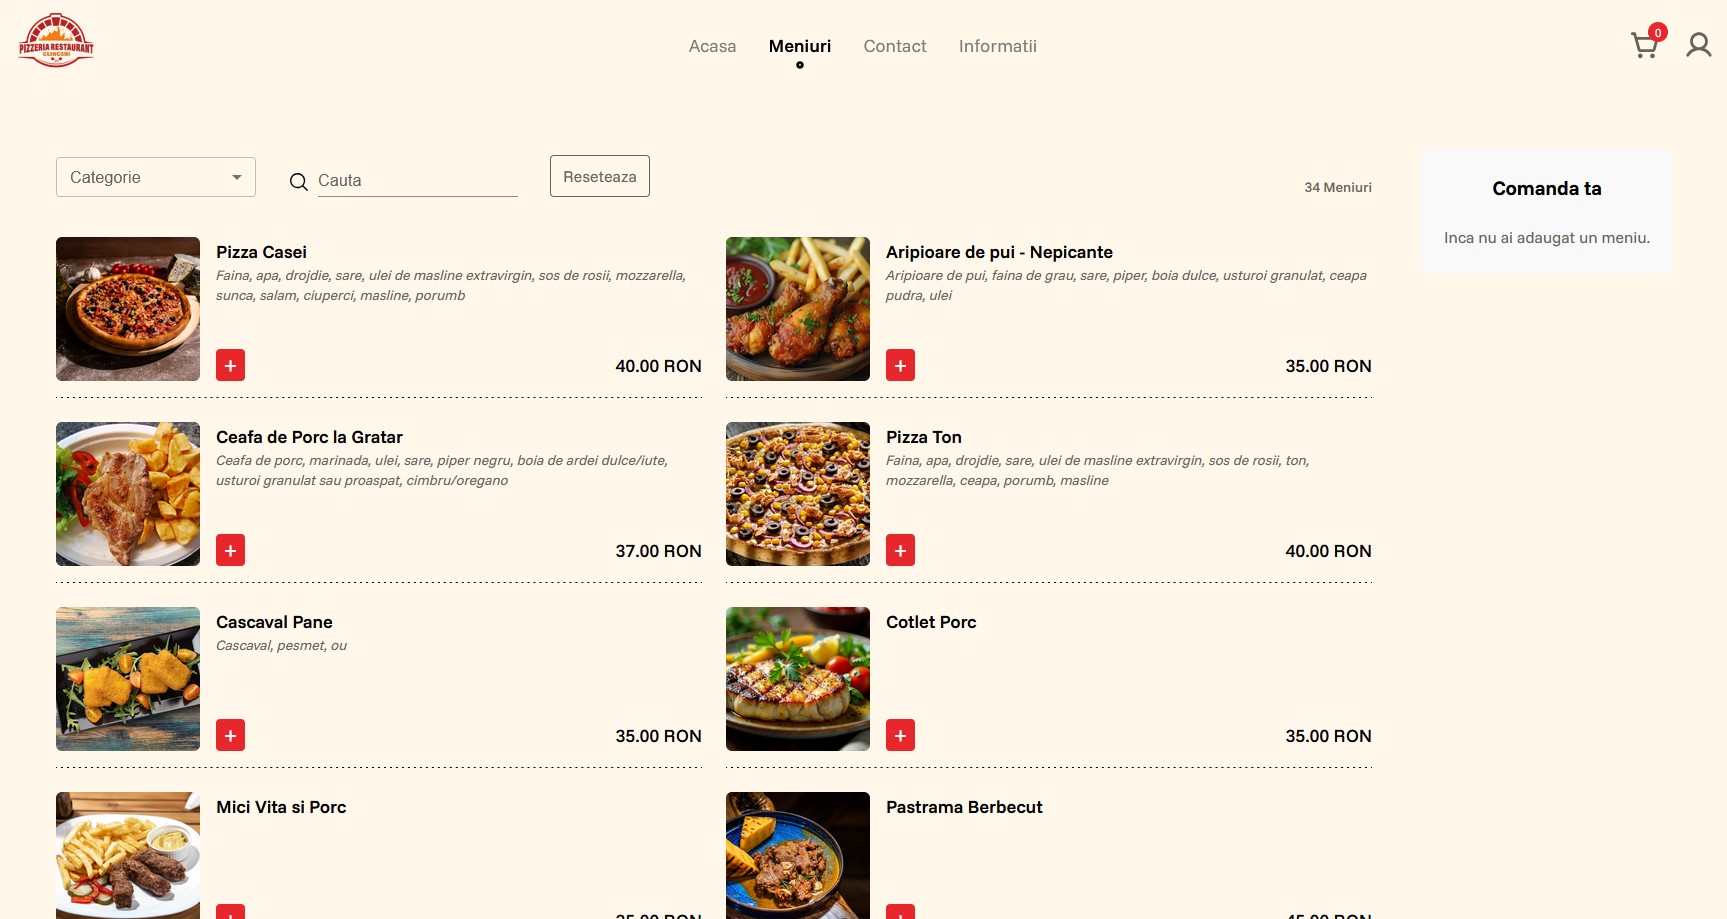 PIZZERIA RESTAURANT
CLINCENI
Acasa
Meniuri
Contact
Informatii
0
Categorie
Cauta
Reseteaza
34 Meniuri
Comanda ta
Inca nu ai adaugat un meniu.
Pizza Casei
Faina, apa, drojdie, sare, ulei de masline extravirgin, sos de rosii, mozzarella,
sunca, salam, ciuperci, masline, porumb
+
40.00 RON
Aripioare de pui - Nepicante
Aripioare de pui, faina de grau, sare, piper, boia dulce, usturoi granulat, ceapa
pudra, ulei
+
35.00 RON
Ceafa de Porc la Gratar
Ceafa de porc, marinada, ulei, sare, piper negru, boia de ardei dulce/iute,
usturoi granulat sau proaspat, cimbru/oregano
+
37.00 RON
Pizza Ton
Faina, apa, drojdie, sare, ulei de masline extravirgin, sos de rosii, ton,
mozzarella, ceapa, porumb, masline
+
40.00 RON
Cascaval Pane
Cascaval, pesmet, ou
+
35.00 RON
Cotlet Porc
+
35.00 RON
Mici Vita si Porc
+
Pastrama Berbecut
+